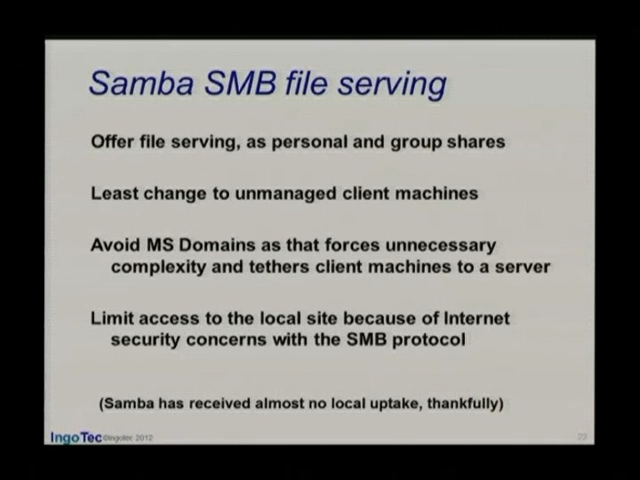 Samba SMB file serving
Offer file serving, as personal and group shares
Least change to unmanaged client machines
Avoid MS Domains as that forces unnecessary
complexity and tethers client machines to a server
Limit access to the local site because of Internet
security concerns with the SMB protocol
(Samba has received almost no local uptake, thankfully)
IngoTec ©Ingotec 2012